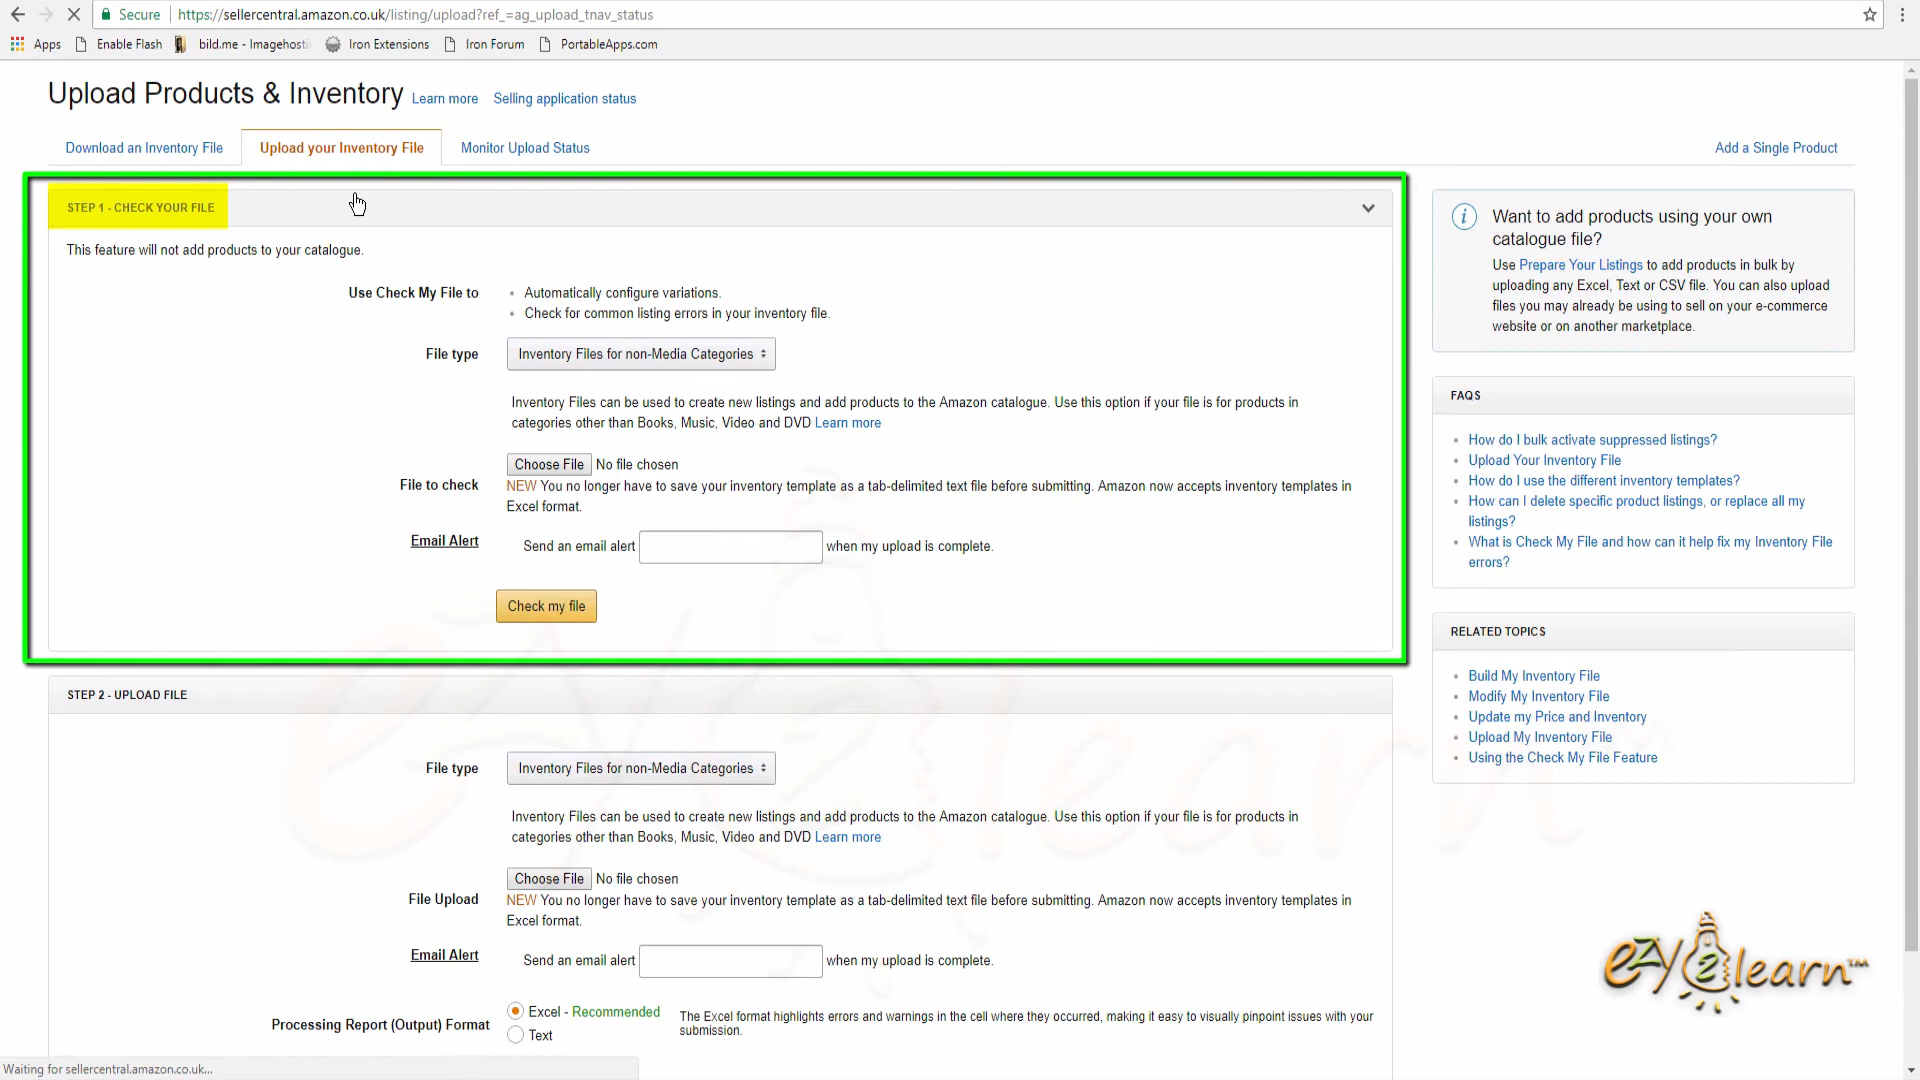 Secure https://sellercentral.amazon.co.uk/listing/upload?ref_=ag_upload_tnav_status
Apps Enable Flash bild.me - Imagehosti Iron Extensions Iron Forum PortableApps.com
Upload Products & Inventory Learn more Selling application status
Download an Inventory File Upload your Inventory File Monitor Upload Status Add a Single Product
STEP 1 - CHECK YOUR FILE
This feature will not add products to your catalogue.
Use Check My File to
Automatically configure variations.
Check for common listing errors in your inventory file.
File type Inventory Files for non-Media Categories
Inventory Files can be used to create new listings and add products to the Amazon catalogue. Use this option if your file is for products in
categories other than Books, Music, Video and DVD Learn more
Choose File No file chosen
File to check NEW You no longer have to save your inventory template as a tab-delimited text file before submitting. Amazon now accepts inventory templates in
Excel format.
Email Alert Send an email alert when my upload is complete.
Check my file
STEP 2 - UPLOAD FILE
File type Inventory Files for non-Media Categories
Inventory Files can be used to create new listings and add products to the Amazon catalogue. Use this option if your file is for products in
categories other than Books, Music, Video and DVD Learn more
Choose File No file chosen
File Upload NEW You no longer have to save your inventory template as a tab-delimited text file before submitting. Amazon now accepts inventory templates in
Excel format.
Email Alert Send an email alert when my upload is complete.
Processing Report (Output) Format
Excel - Recommended
Text
The Excel format highlights errors and warnings in the cell where they occurred, making it easy to visually pinpoint issues with your
submission.
Want to add products using your own
catalogue file?
Use Prepare Your Listings to add products in bulk by
uploading any Excel, Text or CSV file. You can also upload
files you may already be using to sell on your e-commerce
website or on another marketplace.
FAQS
How do I bulk activate suppressed listings?
Upload Your Inventory File
How do I use the different inventory templates?
How can I delete specific product listings, or replace all my
listings?
What is Check My File and how can it help fix my Inventory File
errors?
RELATED TOPICS
Build My Inventory File
Modify My Inventory File
Update my Price and Inventory
Upload My Inventory File
Using the Check My File Feature
ezy2learn™
Waiting for sellercentral.amazon.co.uk...